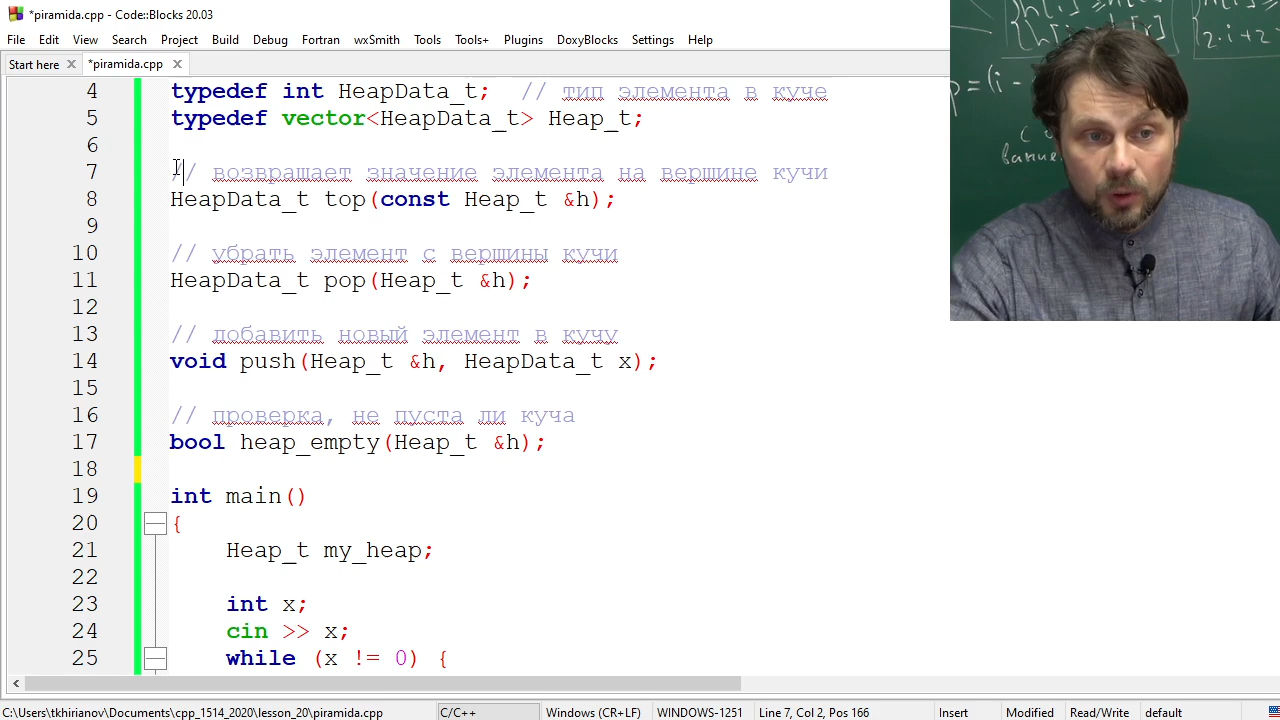 *piramida.cpp - Code::Blocks 20.03
File Edit View Search Project Build Debug Fortran wxSmith Tools Tools+ Plugins DoxyBlocks Settings Help
Start here *piramida.cpp
4 typedef int HeapData_t; // тип элемента в куче
5 typedef vector<HeapData_t> Heap_t;
6
7 // возвращает значение элемента на вершине кучи
8 HeapData_t top(const Heap_t &h);
9
10 // убрать элемент с вершины кучи
11 HeapData_t pop(Heap_t &h);
12
13 // добавить новый элемент в кучу
14 void push(Heap_t &h, HeapData_t x);
15
16 // проверка, не пуста ли куча
17 bool heap_empty(Heap_t &h);
18
19 int main()
20 {
21 Heap_t my_heap;
22
23 int x;
24 cin >> x;
25 while (x != 0) {
C:\Users\tkhirianov\Documents\cpp_1514_2020\lesson_20\piramida.cpp C/C++ Windows (CR+LF) WINDOWS-1251 Line 7, Col 2, Pos 166 Insert Modified Read/Write default